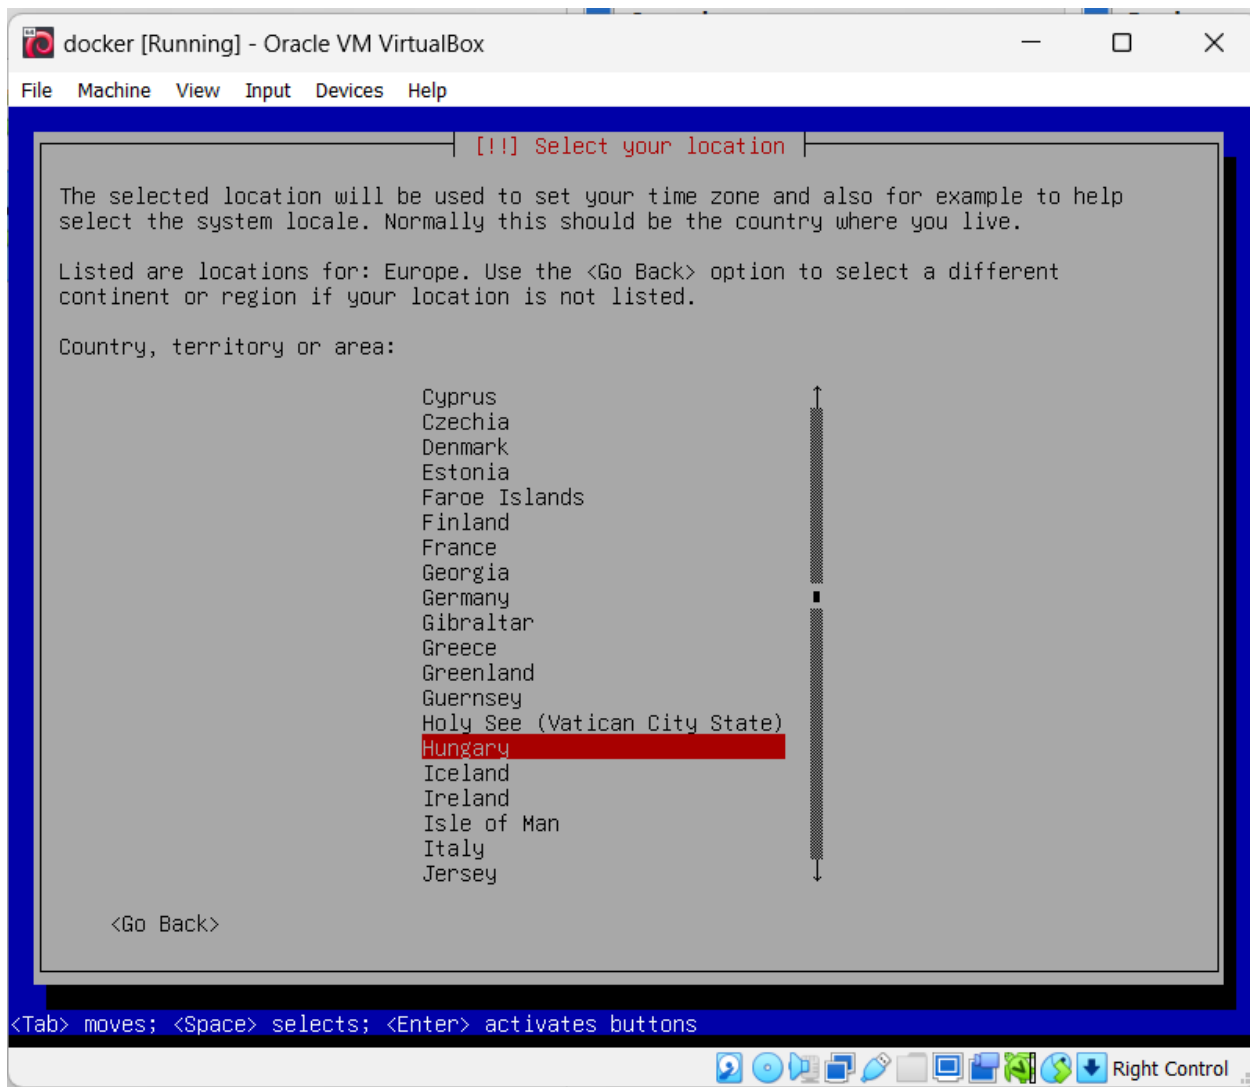 docker [Running] - Oracle VM VirtualBox
File Machine View Input Devices Help
[!!] Select your location
The selected location will be used to set your time zone and also for example to help
select the system locale. Normally this should be the country where you live.
Listed are locations for: Europe. Use the <Go Back> option to select a different
continent or region if your location is not listed.
Country, territory or area:
Cyprus
Czechia
Denmark
Estonia
Faroe Islands
Finland
France
Georgia
Germany
Gibraltar
Greece
Greenland
Guernsey
Holy See (Vatican City State)
Hungary
Iceland
Ireland
Isle of Man
Italy
Jersey
<Go Back>
<Tab> moves; <Space> selects; <Enter> activates buttons
Right Control